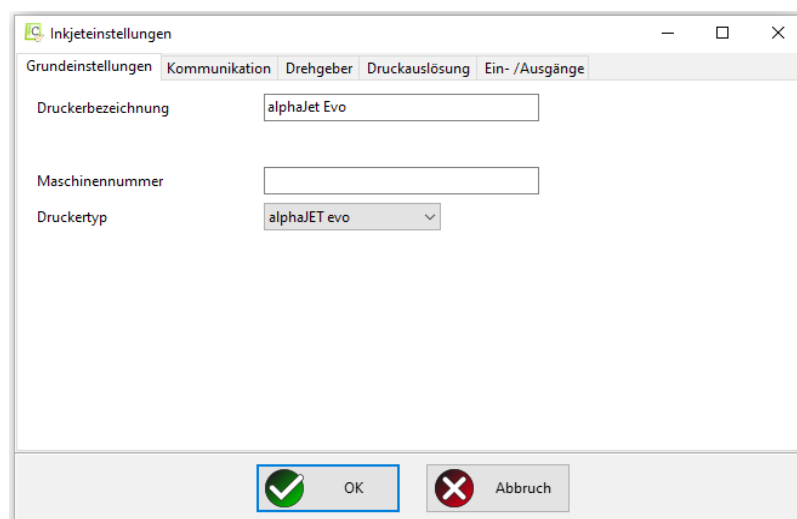 Inkjeteinstellungen
Grundeinstellungen Kommunikation Drehgeber Druckauslösung Ein- /Ausgänge
Druckerbezeichnung alphaJet Evo
Maschinennummer
Druckertyp alphaJET evo
OK Abbruch